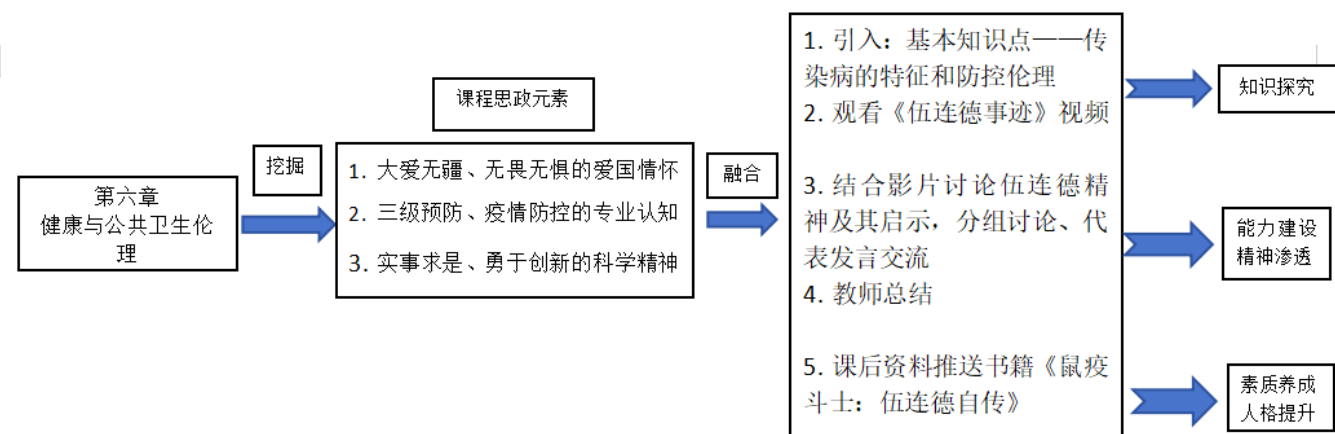 第六章
健康与公共卫生伦
理
挖掘
课程思政元素
1. 大爱无疆、无畏无惧的爱国情怀
2. 三级预防、疫情防控的专业认知
3. 实事求是、勇于创新的科学精神
融合
1. 引入：基本知识点——传
染病的特征和防控伦理
2. 观看《伍连德事迹》视频
3. 结合影片讨论伍连德精
神及其启示，分组讨论、代
表发言交流
4. 教师总结
5. 课后资料推送书籍《鼠疫
斗士：伍连德自传》
知识探究
能力建设
精神渗透
素质养成
人格提升